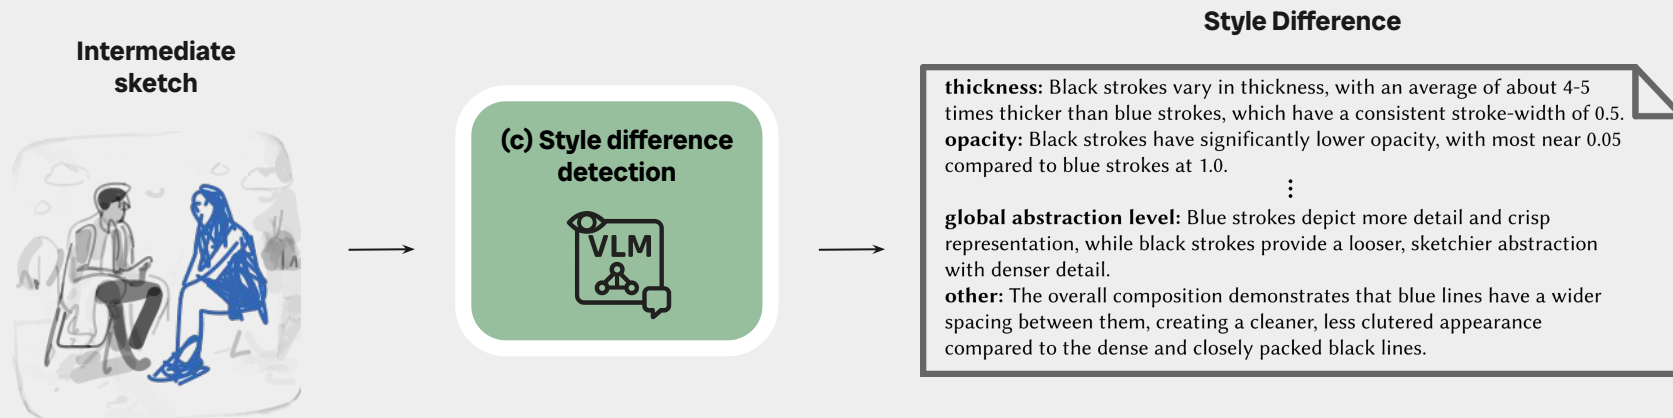 Intermediate
sketch
(c) Style difference
detection
VLM
Style Difference
thickness: Black strokes vary in thickness, with an average of about 4-5
times thicker than blue strokes, which have a consistent stroke-width of 0.5.
opacity: Black strokes have significantly lower opacity, with most near 0.05
compared to blue strokes at 1.0.
⋮
global abstraction level: Blue strokes depict more detail and crisp
representation, while black strokes provide a looser, sketchier abstraction
with denser detail.
other: The overall composition demonstrates that blue lines have a wider
spacing between them, creating a cleaner, less clutered appearance
compared to the dense and closely packed black lines.